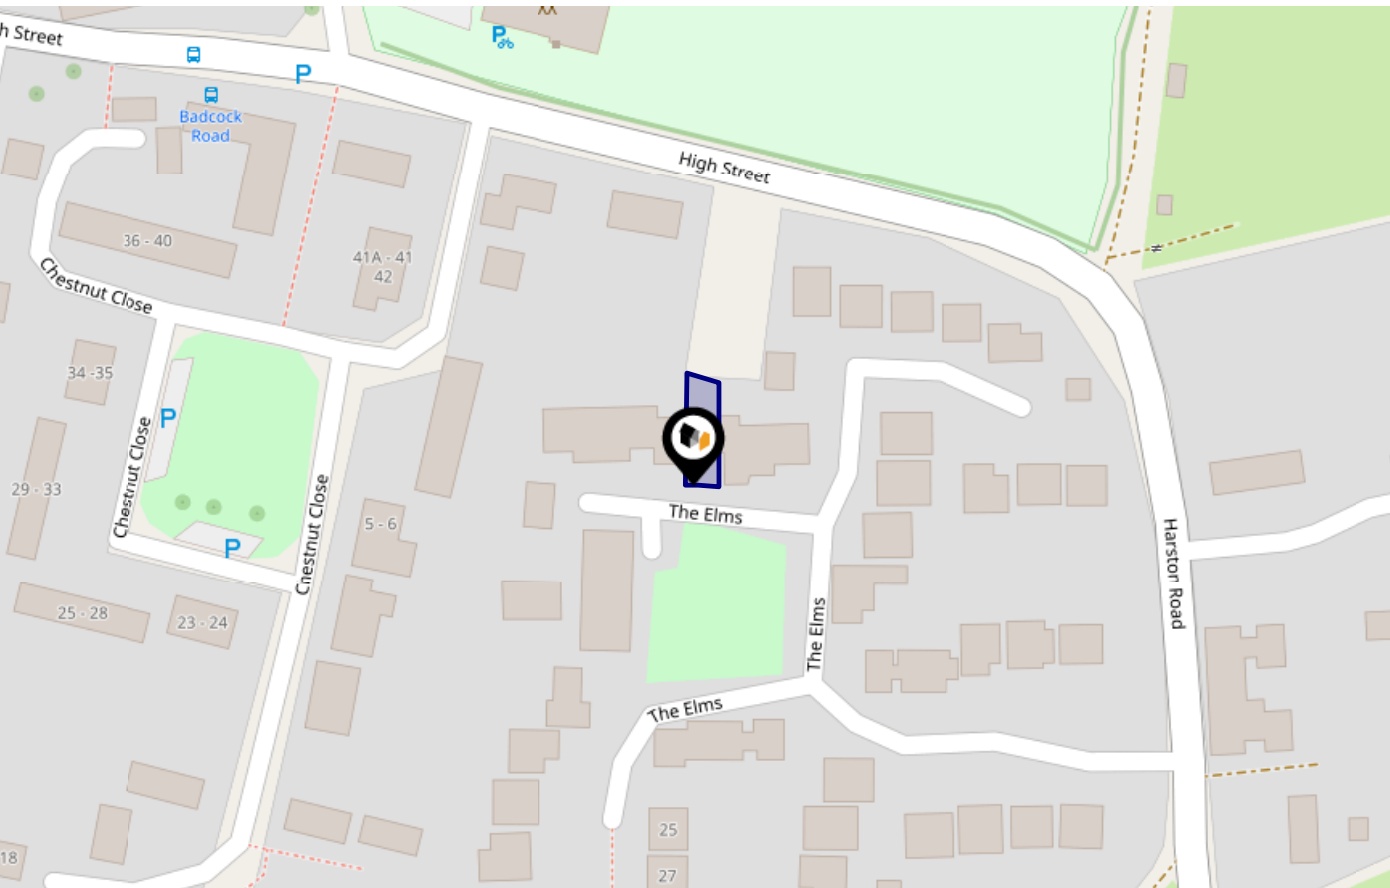 h Street
P
P
Badcock
Road
High Street
36 - 40
41A - 41
42
Chestnut Close
34 -35
P
Chestnut Close
29 - 33
The Elms
5 - 6
P
Chestnut Close
Harston Road
25 - 28
23 - 24
The Elms
The Elms
25
18
27